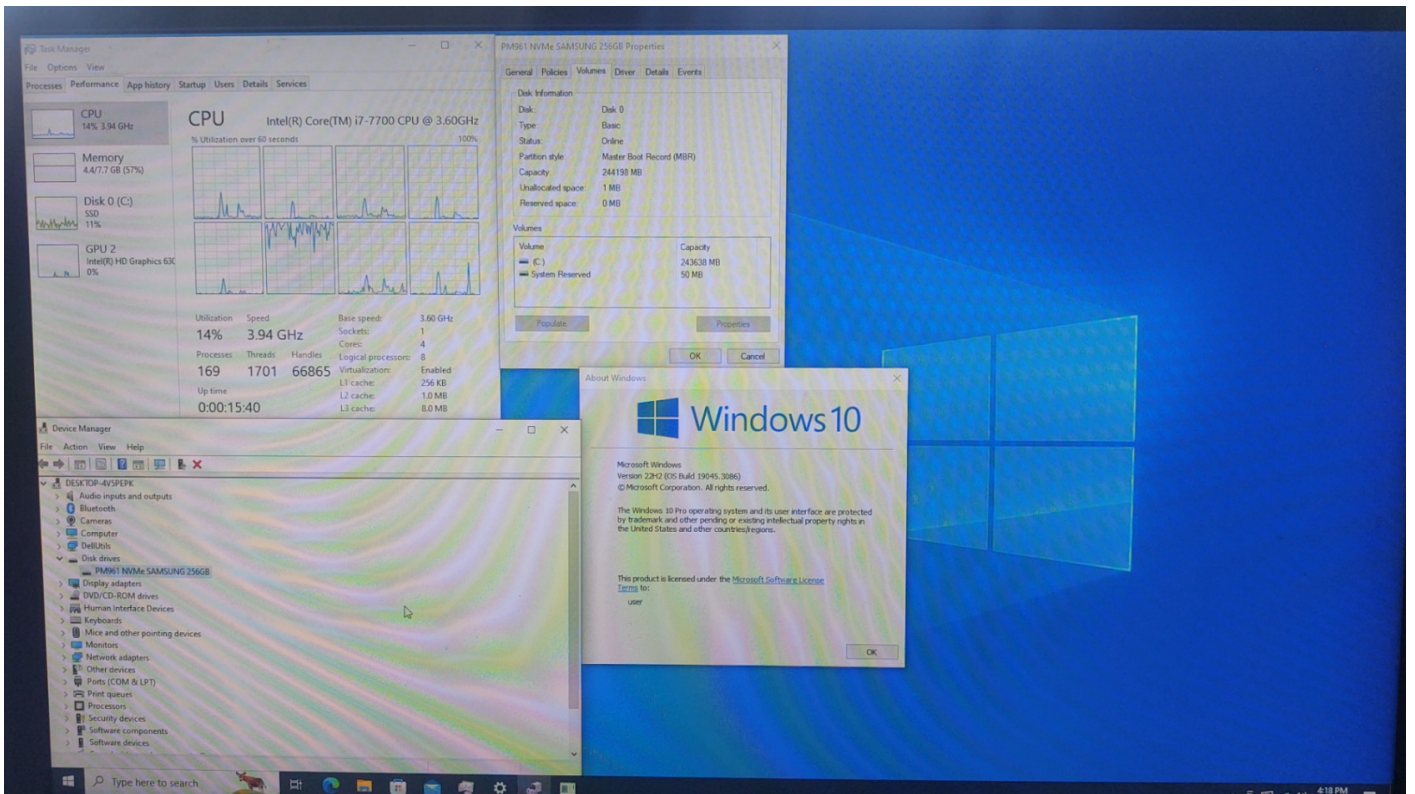 Task Manager
File Options View
Processes Performance App history Startup Users Details Services
CPU
14% 3.94 GHz
Memory
4.4/7.7 GB (57%)
Disk 0 (C:)
SSD
11%
GPU 2
Intel(R) HD Graphics 630
0%
CPU Intel(R) Core(TM) i7-7700 CPU @ 3.60GHz
% Utilization over 60 seconds 100%
Utilization Speed
14% 3.94 GHz
Processes Threads Handles
169 1701 66865
Up time
0:00:15:40
Base speed: 3.60 GHz
Sockets: 1
Cores: 4
Logical processors: 8
Virtualization: Enabled
L1 cache: 256 KB
L2 cache: 1.0 MB
L3 cache: 8.0 MB
PM961 NVMe SAMSUNG 256GB Properties
General Policies Volumes Driver Details Events
Disk Information
Disk: Disk 0
Type: Basic
Status: Online
Partition style: Master Boot Record (MBR)
Capacity: 244198 MB
Unallocated space: 1 MB
Reserved space: 0 MB
Volumes
Volume Capacity
(C:) 243638 MB
System Reserved 50 MB
Populate Properties
OK Cancel
About Windows
Windows 10
Microsoft Windows
Version 22H2 (OS Build 19045.3086)
© Microsoft Corporation. All rights reserved.
The Windows 10 Pro operating system and its user interface are protected
by trademark and other pending or existing intellectual property rights in
the United States and other countries/regions.
This product is licensed under the Microsoft Software License
Terms to:
user
OK
Device Manager
File Action View Help
DESKTOP-4V5PEPK
Audio inputs and outputs
Bluetooth
Cameras
Computer
DellUtils
Disk drives
PM961 NVMe SAMSUNG 256GB
Display adapters
DVD/CD-ROM drives
Human Interface Devices
Keyboards
Mice and other pointing devices
Monitors
Network adapters
Other devices
Ports (COM & LPT)
Print queues
Processors
Security devices
Software components
Software devices
Type here to search
4:18 PM